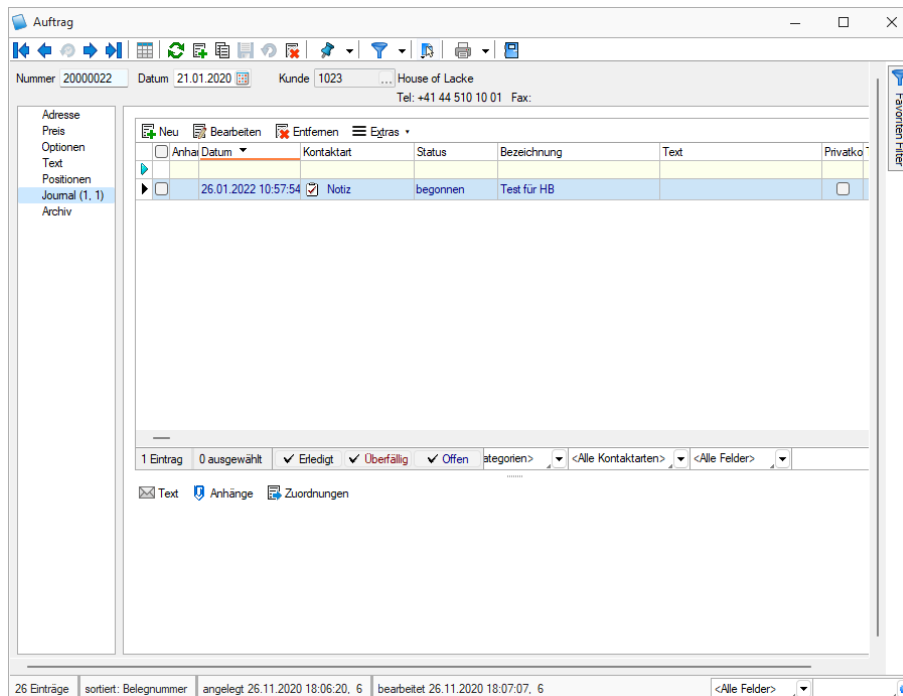 Auftrag
Nummer 20000022 Datum 21.01.2020 Kunde 1023 ... House of Lacke
Tel: +41 44 510 10 01 Fax:
Favoriten Filter
Adresse
Preis
Optionen
Text
Positionen
Journal (1, 1)
Archiv
Neu Bearbeiten Entfernen Extras
Anhai Datum Kontaktart Status Bezeichnung Text Privatko
26.01.2022 10:57:54 Notiz begonnen Test für HB
1 Eintrag 0 ausgewählt Erledigt Überfällig Offen ategorien> <Alle Kontaktarten> <Alle Felder>
Text Anhänge Zuordnungen
26 Einträge sortiert: Belegnummer angelegt 26.11.2020 18:06:20, 6 bearbeitet 26.11.2020 18:07:07, 6 <Alle Felder>